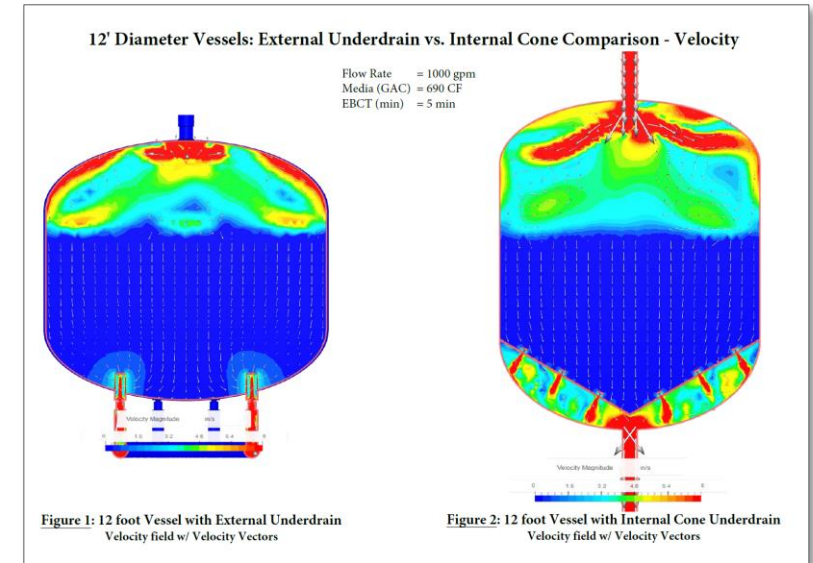 12' Diameter Vessels: External Underdrain vs. Internal Cone Comparison - Velocity
Flow Rate = 1000 gpm
Media (GAC) = 690 CF
EBCT (min) = 5 min
Velocity Magnitude m/s
Velocity Magnitude m/s
0 1.6 3.2 4.8 6.4 8
Figure 1: 12 foot Vessel with External Underdrain
Velocity field w/ Velocity Vectors
Figure 2: 12 foot Vessel with Internal Cone Underdrain
Velocity field w/ Velocity Vectors